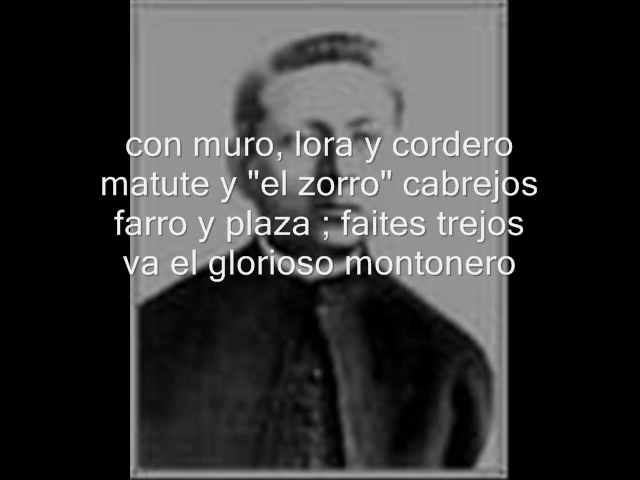 con muro, lora y cordero
matute y "el zorro" cabrejos
farro y plaza ; faites trejos
va el glorioso montonero